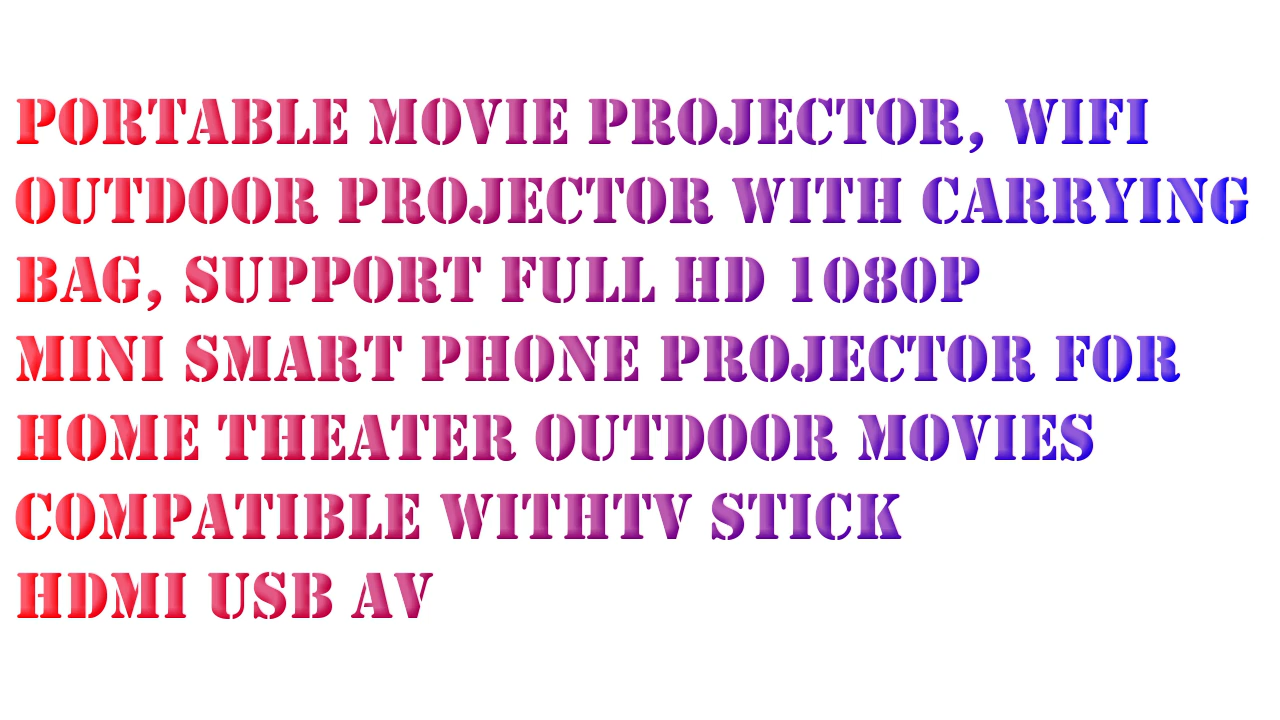 PORTABLE MOVIE PROJECTOR, WIFI
OUTDOOR PROJECTOR WITH CARRYING
BAG, SUPPORT FULL HD 1080P
MINI SMART PHONE PROJECTOR FOR
HOME THEATER OUTDOOR MOVIES
COMPATIBLE WITHTV STICK
HDMI USB AV